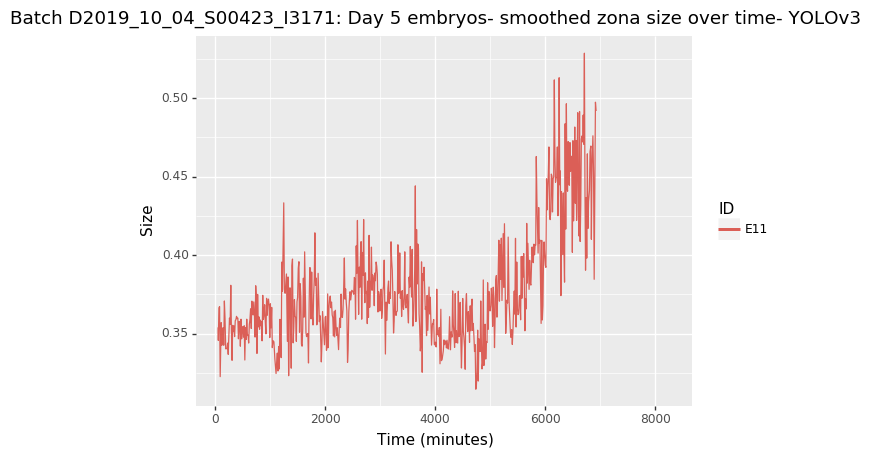 Batch D2019_10_04_S00423_I3171: Day 5 embryos- smoothed zona size over time- YOLOv3
0.50
0.45
0.40
0.35
Size
0
2000
4000
6000
8000
Time (minutes)
ID
E11